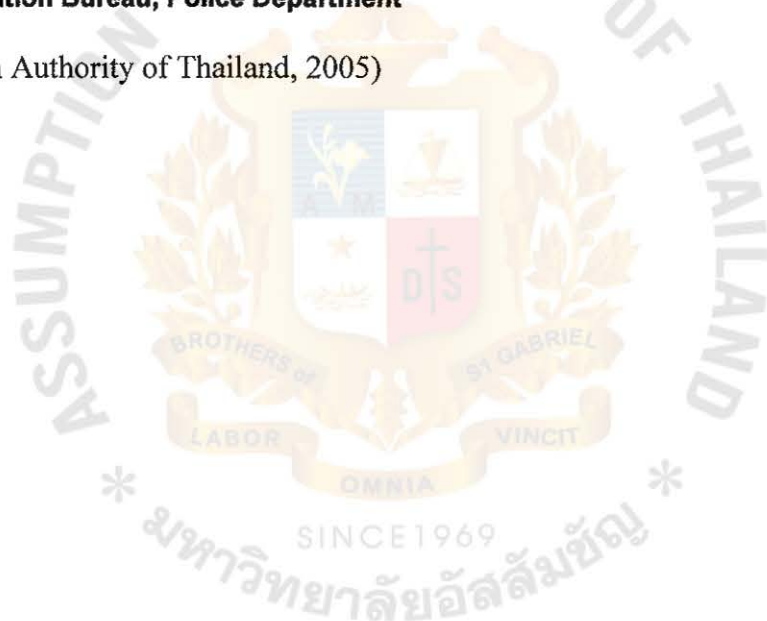 Bureau, Police Department
Authority of Thailand, 2005)
ASSUMPTION
OF THAILAND
A M
D S
BROTHERS of
ST GABRIEL
LABOR
VINCIT
OMNIA
* SINCE1969 *
มหาวิทยาลัยอัสสัมชัญ